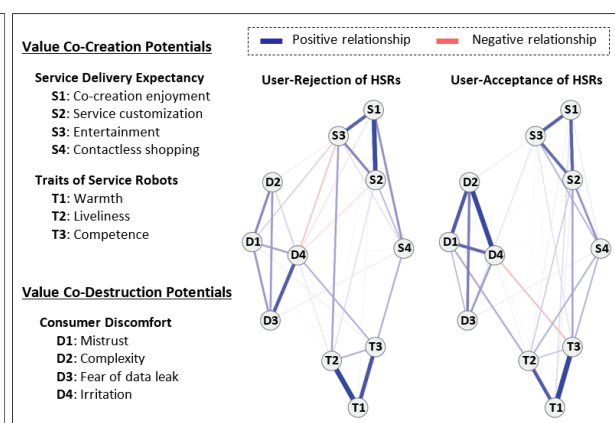 Value Co-Creation Potentials
Service Delivery Expectancy
S1: Co-creation enjoyment
S2: Service customization
S3: Entertainment
S4: Contactless shopping
Traits of Service Robots
T1: Warmth
T2: Liveliness
T3: Competence
Value Co-Destruction Potentials
Consumer Discomfort
D1: Mistrust
D2: Complexity
D3: Fear of data leak
D4: Irritation
Positive relationship Negative relationship
User-Rejection of HSRs
S1
S3
D2
S2
D1
D4
S4
D3
T3
T2
T1
User-Acceptance of HSRs
S1
S3
D2
S2
D1
D4
S4
D3
T3
T2
T1